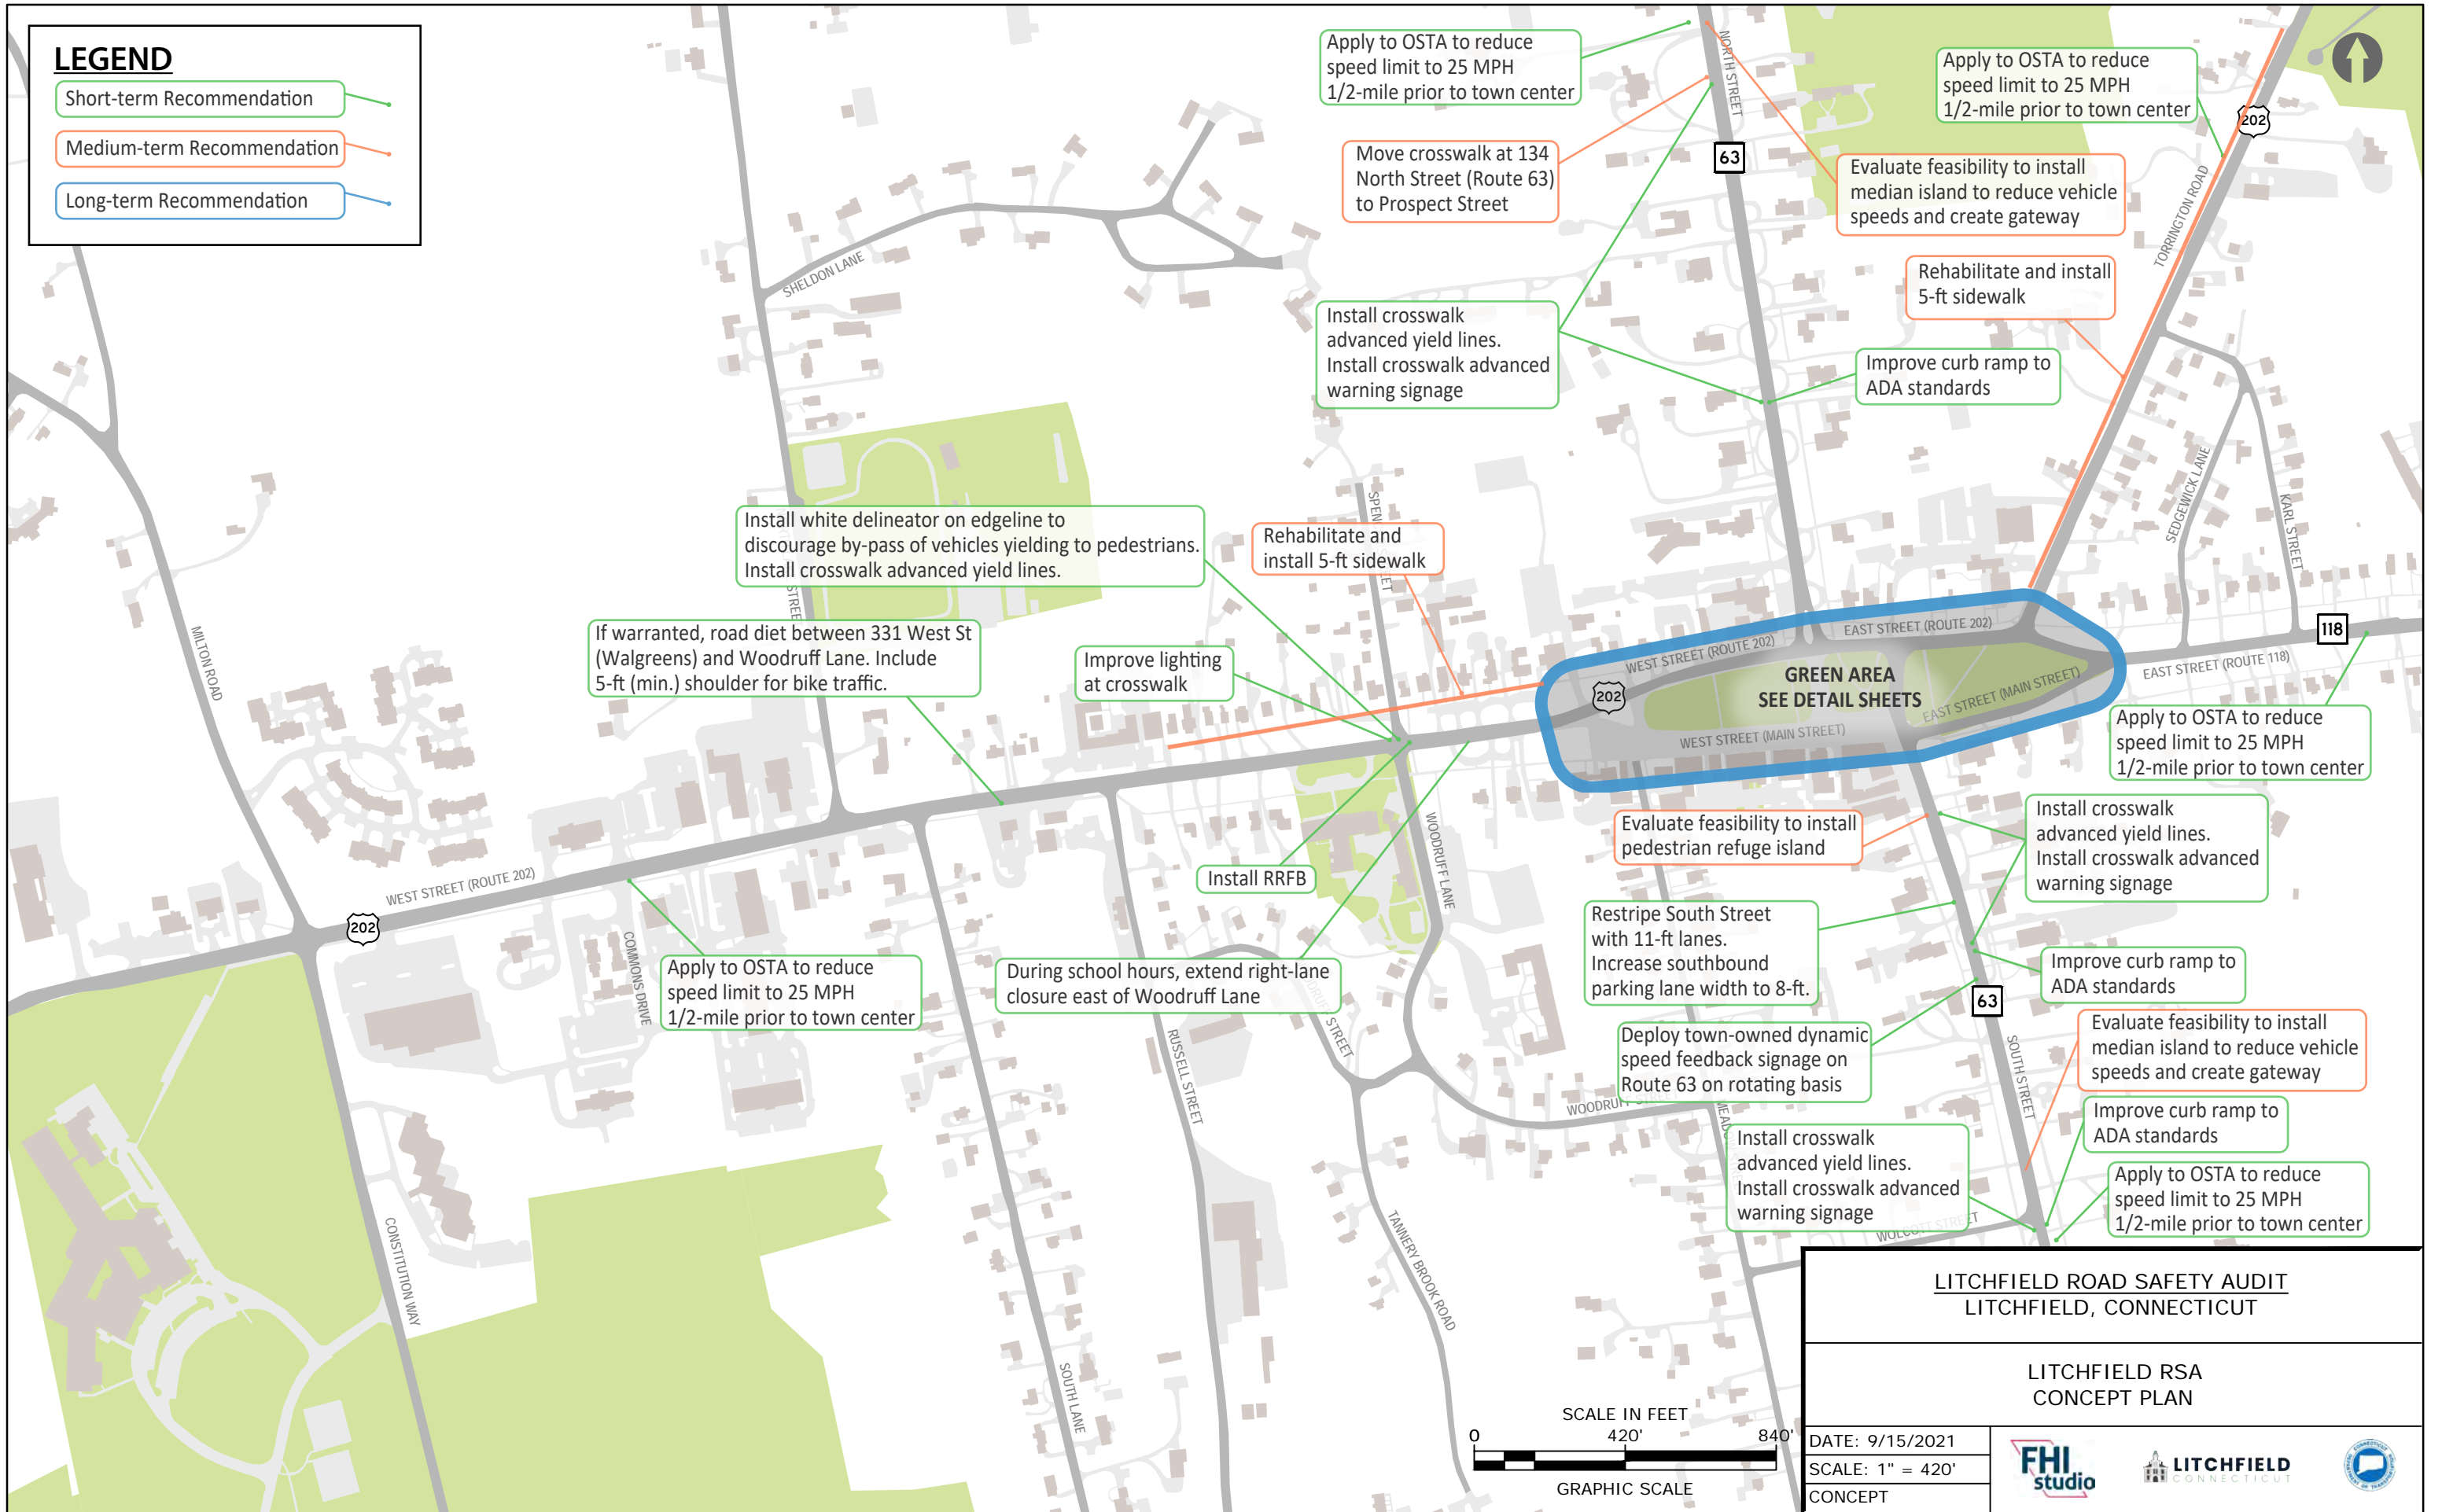 LEGEND
Short-term Recommendation
Medium-term Recommendation
Long-term Recommendation
Apply to OSTA to reduce
speed limit to 25 MPH
1/2-mile prior to town center
NORTH STREET
63
Move crosswalk at 134
North Street (Route 63)
to Prospect Street
Apply to OSTA to reduce
speed limit to 25 MPH
1/2-mile prior to town center
202
Evaluate feasibility to install
median island to reduce vehicle
speeds and create gateway
TORRINGTON ROAD
Rehabilitate and install
5-ft sidewalk
SHELDON LANE
Install crosswalk
advanced yield lines.
Install crosswalk advanced
warning signage
Improve curb ramp to
ADA standards
SEDGEWICK LANE
KARL STREET
Install white delineator on edgeline to
discourage by-pass of vehicles yielding to pedestrians.
Install crosswalk advanced yield lines.
Rehabilitate and
install 5-ft sidewalk
MILTON ROAD
If warranted, road diet between 331 West St
(Walgreens) and Woodruff Lane. Include
5-ft (min.) shoulder for bike traffic.
Improve lighting
at crosswalk
WEST STREET (ROUTE 202)
EAST STREET (ROUTE 202)
118
EAST STREET (ROUTE 118)
202
GREEN AREA
SEE DETAIL SHEETS
EAST STREET (MAIN STREET)
WEST STREET (MAIN STREET)
Apply to OSTA to reduce
speed limit to 25 MPH
1/2-mile prior to town center
WOODRUFF LANE
Evaluate feasibility to install
pedestrian refuge island
Install crosswalk
advanced yield lines.
Install crosswalk advanced
warning signage
Install RRFB
WEST STREET (ROUTE 202)
202
COMMONS DRIVE
Apply to OSTA to reduce
speed limit to 25 MPH
1/2-mile prior to town center
During school hours, extend right-lane
closure east of Woodruff Lane
STREET
Restripe South Street
with 11-ft lanes.
Increase southbound
parking lane width to 8-ft.
Improve curb ramp to
ADA standards
63
SOUTH STREET
Deploy town-owned dynamic
speed feedback signage on
Route 63 on rotating basis
Evaluate feasibility to install
median island to reduce vehicle
speeds and create gateway
RUSSELL STREET
Improve curb ramp to
ADA standards
Install crosswalk
advanced yield lines.
Install crosswalk advanced
warning signage
Apply to OSTA to reduce
speed limit to 25 MPH
1/2-mile prior to town center
WOLCOTT STREET
CONSTITUTION WAY
TANNERY BROOK ROAD
SOUTH LANE
SCALE IN FEET
0 420' 840'
GRAPHIC SCALE
LITCHFIELD ROAD SAFETY AUDIT
LITCHFIELD, CONNECTICUT
LITCHFIELD RSA
CONCEPT PLAN
DATE: 9/15/2021
SCALE: 1" = 420'
CONCEPT
FHI
studio
LITCHFIELD
CONNECTICUT